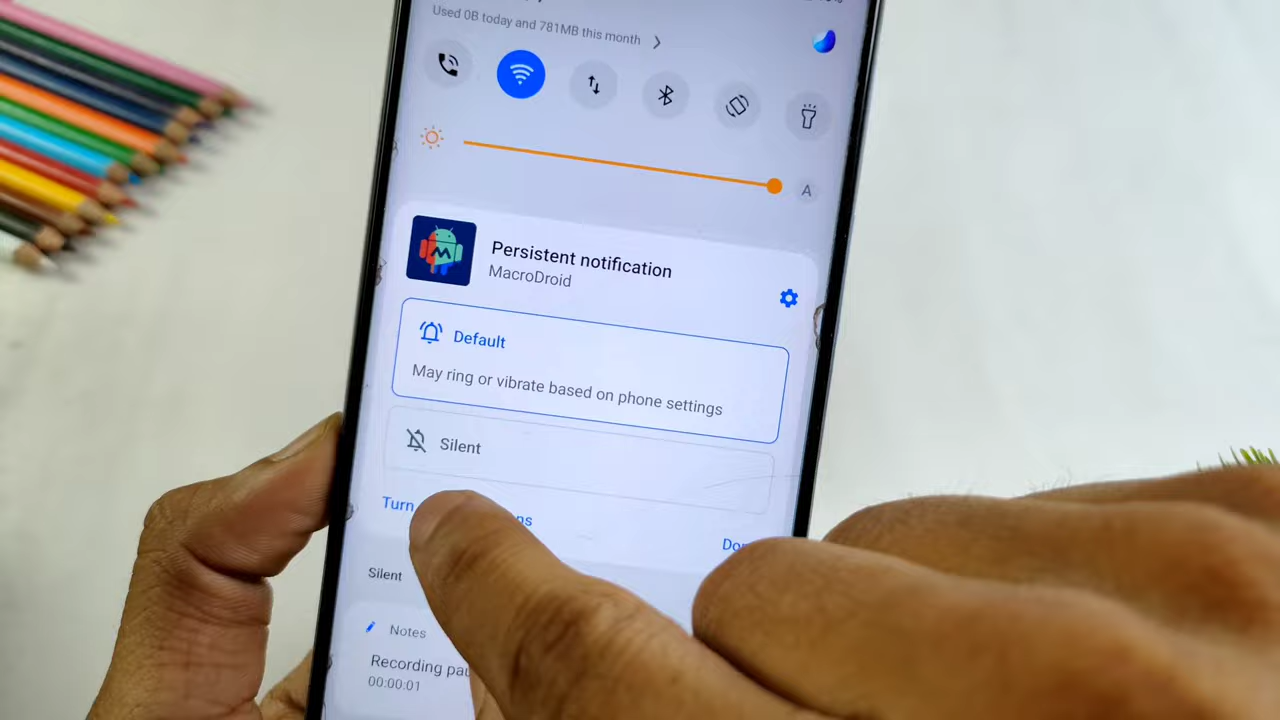 Used 0B today and 781MB this month
A
Persistent notification
MacroDroid
Default
May ring or vibrate based on phone settings
Silent
Turn
Silent
Notes
Recording
00:00:01